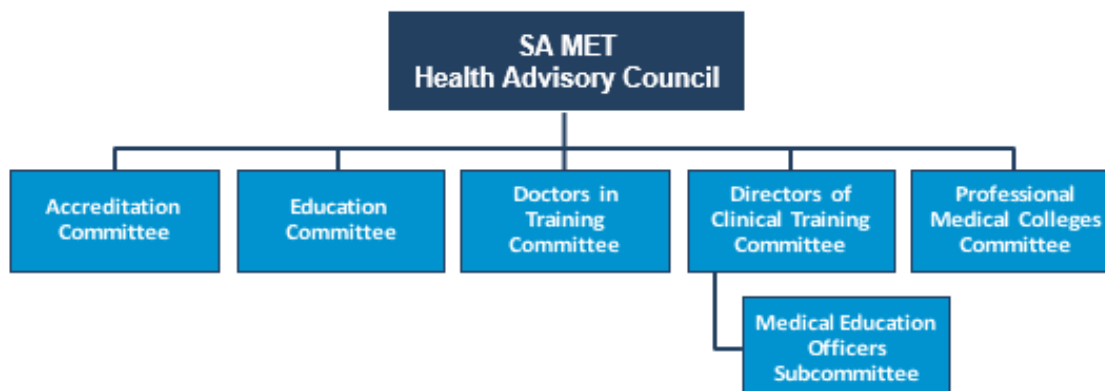 SA MET
Health Advisory Council
Accreditation
Committee
Education
Committee
Doctors in
Training
Committee
Directors of
Clinical Training
Committee
Professional
Medical Colleges
Committee
Medical Education
Officers
Subcommittee